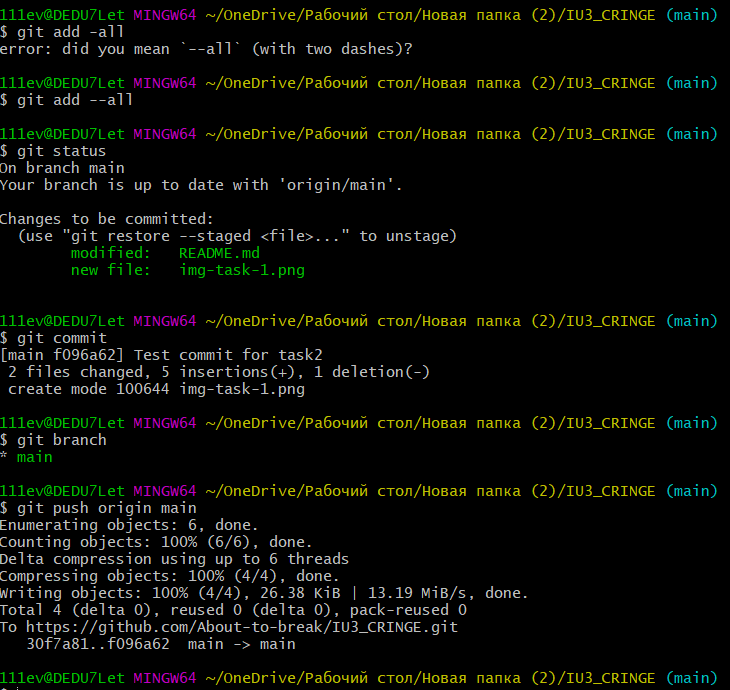 111ev@DEDU7Let MINGW64 ~/OneDrive/Рабочий стол/Новая папка (2)/IU3_CRINGE (main)
$ git add -all
error: did you mean `--all` (with two dashes)?
111ev@DEDU7Let MINGW64 ~/OneDrive/Рабочий стол/Новая папка (2)/IU3_CRINGE (main)
$ git add --all
111ev@DEDU7Let MINGW64 ~/OneDrive/Рабочий стол/Новая папка (2)/IU3_CRINGE (main)
$ git status
On branch main
Your branch is up to date with 'origin/main'.
Changes to be committed:
  (use "git restore --staged <file>..." to unstage)
        modified:   README.md
        new file:   img-task-1.png
111ev@DEDU7Let MINGW64 ~/OneDrive/Рабочий стол/Новая папка (2)/IU3_CRINGE (main)
$ git commit
[main f096a62] Test commit for task2
 2 files changed, 5 insertions(+), 1 deletion(-)
 create mode 100644 img-task-1.png
111ev@DEDU7Let MINGW64 ~/OneDrive/Рабочий стол/Новая папка (2)/IU3_CRINGE (main)
$ git branch
* main
111ev@DEDU7Let MINGW64 ~/OneDrive/Рабочий стол/Новая папка (2)/IU3_CRINGE (main)
$ git push origin main
Enumerating objects: 6, done.
Counting objects: 100% (6/6), done.
Delta compression using up to 6 threads
Compressing objects: 100% (4/4), done.
Writing objects: 100% (4/4), 26.38 KiB | 13.19 MiB/s, done.
Total 4 (delta 0), reused 0 (delta 0), pack-reused 0
To https://github.com/About-to-break/IU3_CRINGE.git
   30f7a81..f096a62  main -> main
111ev@DEDU7Let MINGW64 ~/OneDrive/Рабочий стол/Новая папка (2)/IU3_CRINGE (main)
$